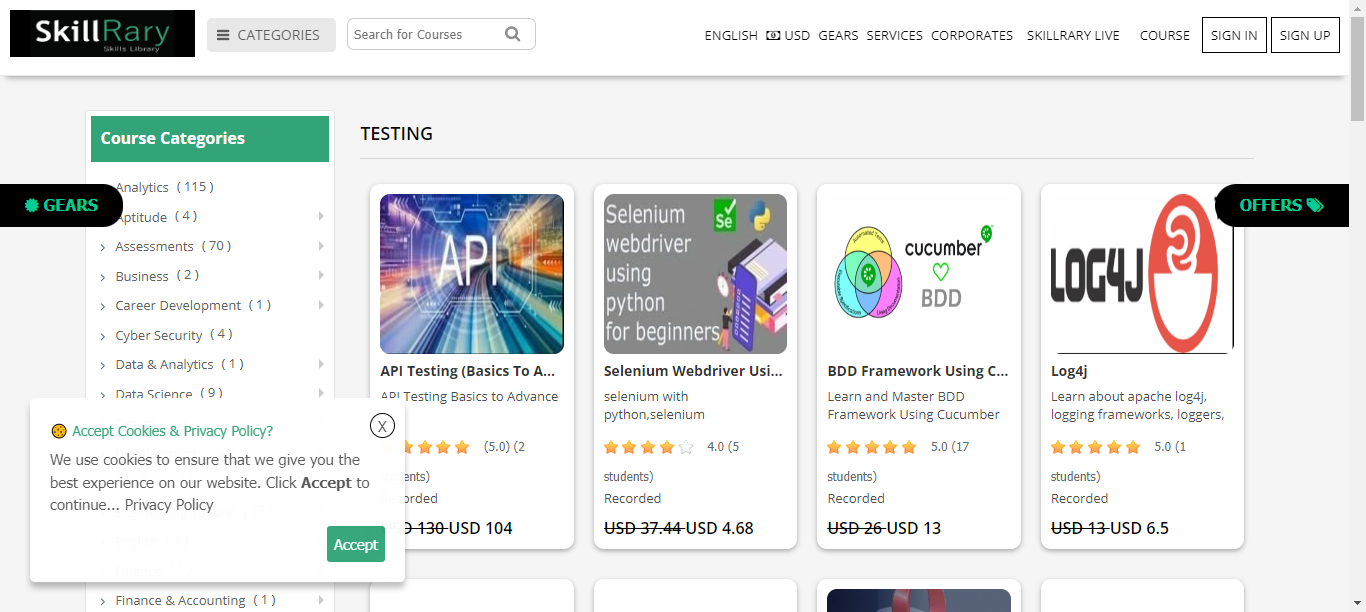 SkillRary
Skills Library
CATEGORIES
Search for Courses
ENGLISH USD GEARS SERVICES CORPORATES SKILLRARY LIVE COURSE SIGN IN SIGN UP
Course Categories
Analytics ( 115 )
Aptitude ( 4 )
Assessments ( 70 )
Business ( 2 )
Career Development ( 1 )
Cyber Security ( 4 )
Data & Analytics ( 1 )
Data Science ( 9 )
Finance & Accounting ( 1 )
GEARS
OFFERS
Accept Cookies & Privacy Policy?
X
We use cookies to ensure that we give you the
best experience on our website. Click Accept to
continue... Privacy Policy
Accept
TESTING
API
API Testing (Basics To A...
API Testing Basics to Advance
(5.0) (2
students)
Recorded
USD 130 USD 104
Selenium
webdriver
using
python
for beginners
Se
Selenium Webdriver Usi...
selenium with
python,selenium
4.0 (5
students)
Recorded
USD 37.44 USD 4.68
cucumber
BDD
BDD Framework Using C...
Learn and Master BDD
Framework Using Cucumber
5.0 (17
students)
Recorded
USD 26 USD 13
LOG4J
Log4j
Learn about apache log4j,
logging frameworks, loggers,
5.0 (1
students)
Recorded
USD 13 USD 6.5